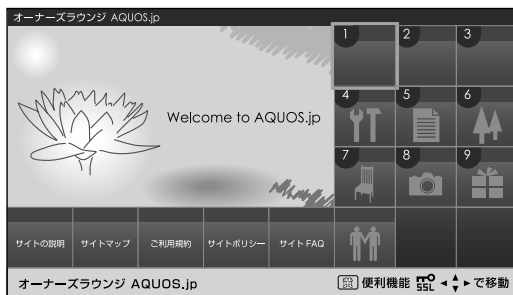 オーナーズラウンジ AQUOS.jp
1 2 3
Welcome to AQUOS.jp
4 5 6
7 8 9
サイトの説明 サイトマップ ご利用規約 サイトポリシー サイト FAQ
オーナーズラウンジ AQUOS.jp 便利機能 SSL で移動